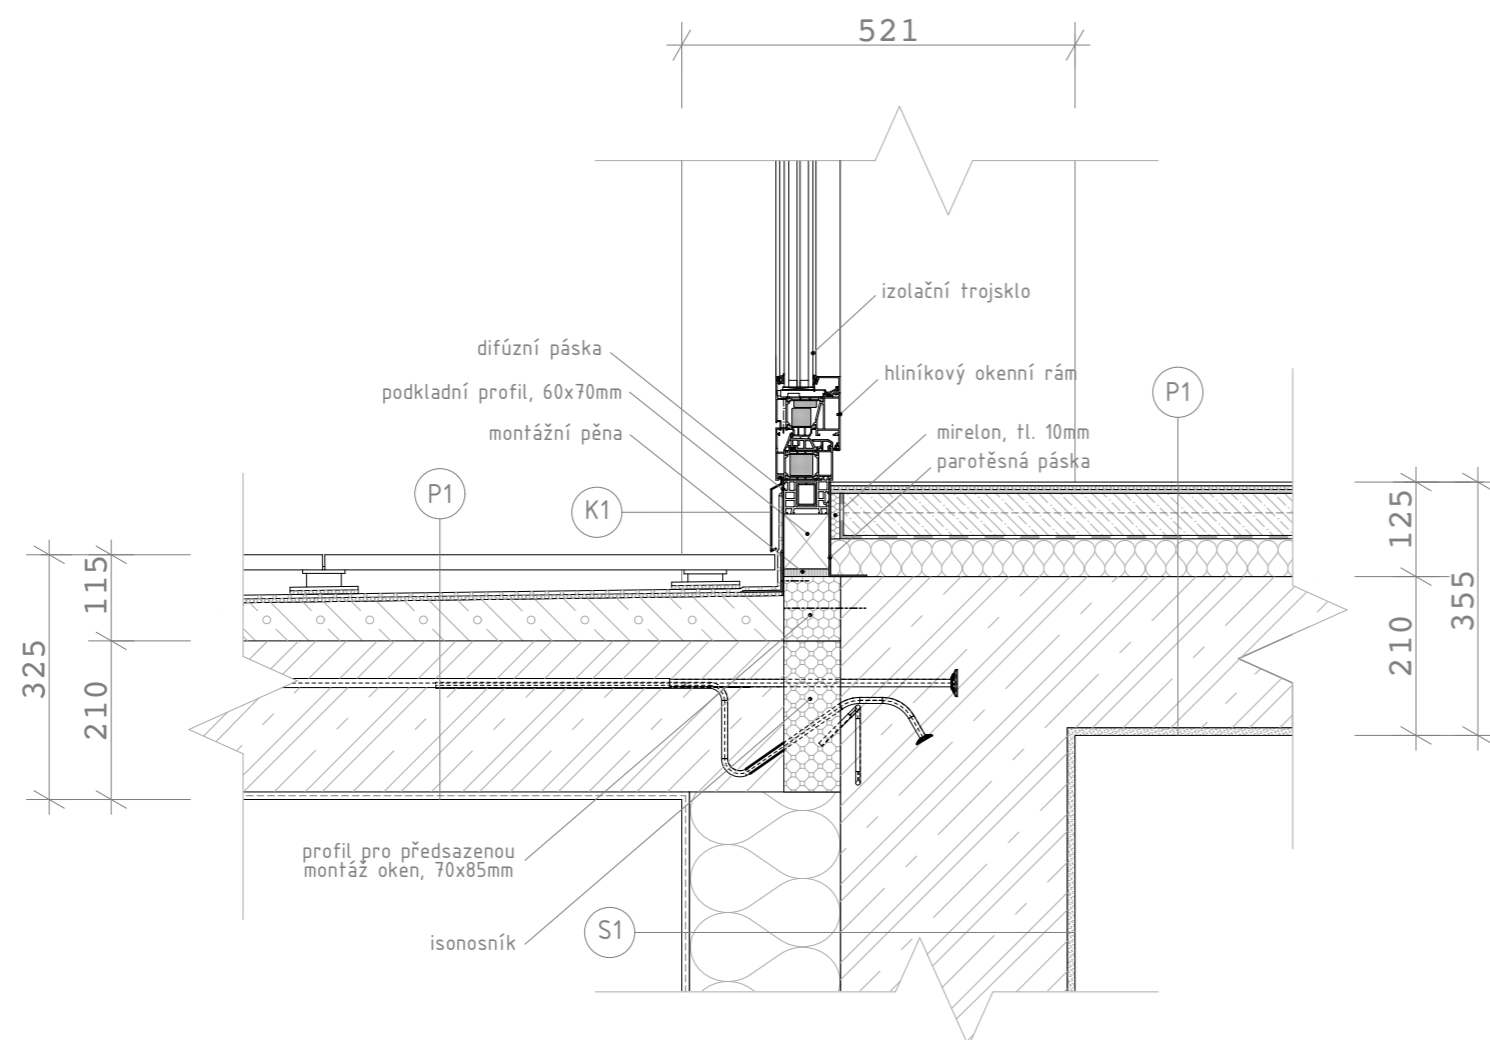 521
izolační trojsklo
difúzní páska
hliníkový okenní rám
podkladní profil, 60x70mm
P1
montážní pěna
mirelon, tl. 10mm
parotěsná páska
P1
K1
125
115
355
325
210
210
profil pro předsazenou
montáž oken, 70x85mm
S1
isonosník